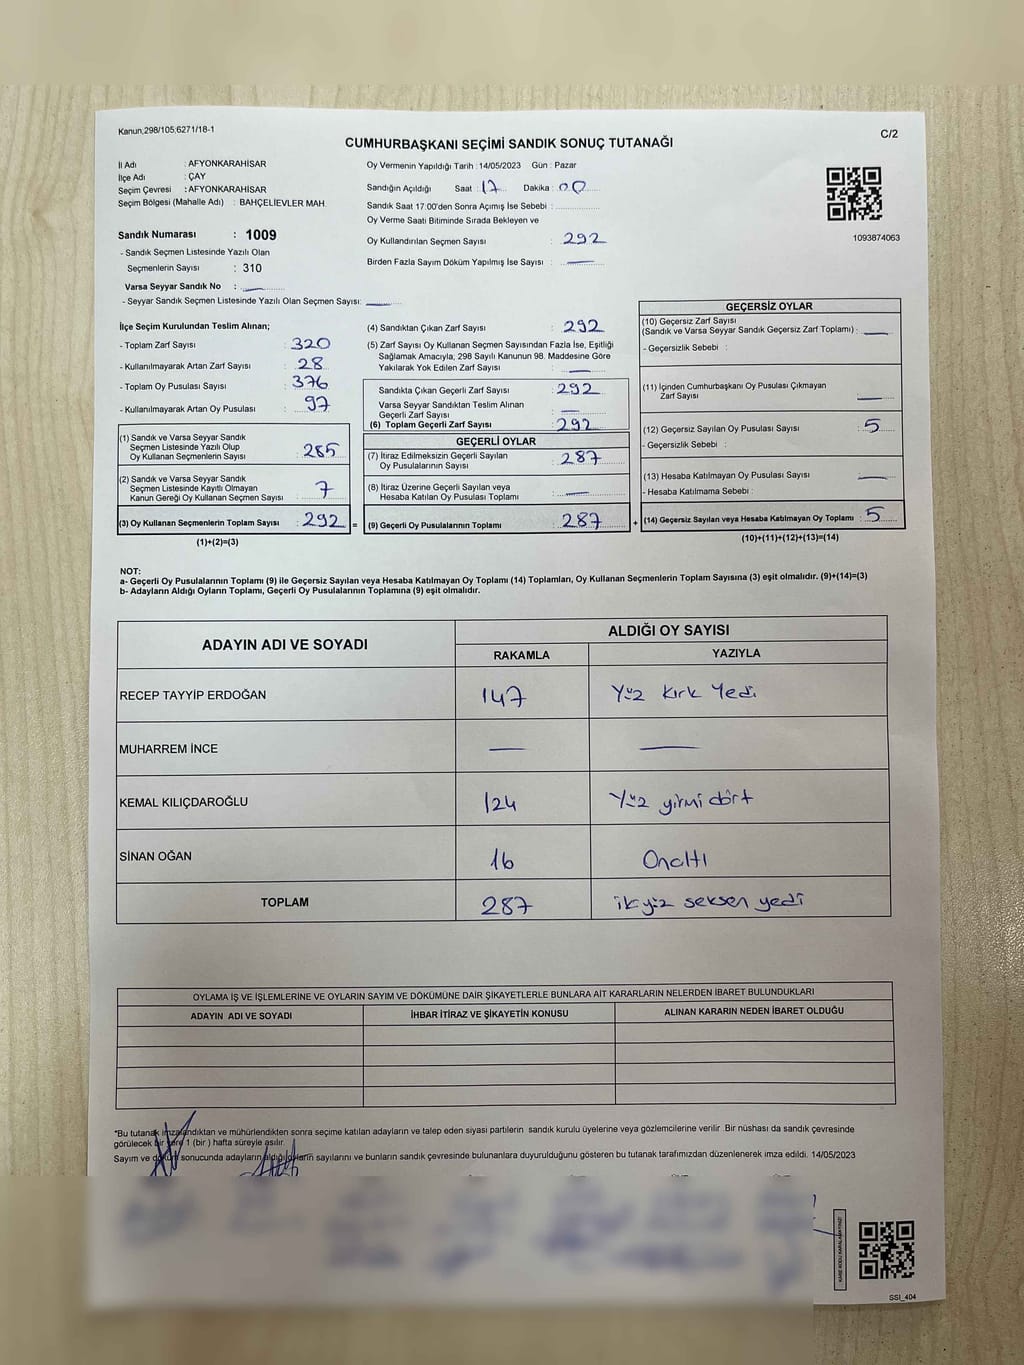 Kanun,298/105;6271/18-1
C/2
CUMHURBAŞKANI SEÇİMİ SANDIK SONUÇ TUTANAĞI
İl Adı : AFYONKARAHİSAR
İlçe Adı : ÇAY
Seçim Çevresi : AFYONKARAHİSAR
Seçim Bölgesi (Mahalle Adı) : BAHÇELİEVLER MAH.
Sandık Numarası : 1009
- Sandık Seçmen Listesinde Yazılı Olan
Seçmenlerin Sayısı : 310
Varsa Seyyar Sandık No : —
- Seyyar Sandık Seçmen Listesinde Yazılı Olan Seçmen Sayısı: —
Oy Vermenin Yapıldığı Tarih : 14/05/2023 Gün : Pazar
Sandığın Açıldığı Saat : 17 Dakika : 00
Sandık Saat 17.00'den Sonra Açımış İse Sebebi :
Oy Verme Saati Bitiminde Sırada Bekleyen ve
Oy Kullandırılan Seçmen Sayısı : 292
Birden Fazla Sayım Döküm Yapılmış İse Sayısı : —
1093874063
İlçe Seçim Kurulundan Teslim Alınan;
- Toplam Zarf Sayısı : 320
- Kullanılmayarak Artan Zarf Sayısı : 28
- Toplam Oy Pusulası Sayısı : 376
- Kullanılmayarak Artan Oy Pusulası : 97
(1) Sandık ve Varsa Seyyar Sandık
Seçmen Listesinde Yazılı Olup
Oy Kullanan Seçmenlerin Sayısı : 285
(2) Sandık ve Varsa Seyyar Sandık
Seçmen Listesinde Kayıtlı Olmayan
Kanun Gereği Oy Kullanan Seçmen Sayısı : 7
(3) Oy Kullanan Seçmenlerin Toplam Sayısı : 292 =
(1)+(2)=(3)
(4) Sandıktan Çıkan Zarf Sayısı : 292
(5) Zarf Sayısı Oy Kullanan Seçmen Sayısından Fazla İse, Eşitliği
Sağlamak Amacıyla, 298 Sayılı Kanunun 98. Maddesine Göre
Yakılarak Yok Edilen Zarf Sayısı : —
Sandıkta Çıkan Geçerli Zarf Sayısı : 292
Varsa Seyyar Sandıktan Teslim Alınan
Geçerli Zarf Sayısı : —
(6) Toplam Geçerli Zarf Sayısı : 292
GEÇERLİ OYLAR
(7) İtiraz Edilmeksizin Geçerli Sayılan
Oy Pusulalarının Sayısı : 287
(8) İtiraz Üzerine Geçerli Sayılan veya
Hesaba Katılan Oy Pusulası Toplamı : —
(9) Geçerli Oy Pusulalarının Toplamı : 287 +
GEÇERSİZ OYLAR
(10) Geçersiz Zarf Sayısı
(Sandık ve Varsa Seyyar Sandık Geçersiz Zarf Toplamı) : —
- Geçersizlik Sebebi :
(11) İçinden Cumhurbaşkanı Oy Pusulası Çıkmayan
Zarf Sayısı : —
(12) Geçersiz Sayılan Oy Pusulası Sayısı : 5
- Geçersizlik Sebebi :
(13) Hesaba Katılmayan Oy Pusulası Sayısı : —
- Hesaba Katılmama Sebebi :
(14) Geçersiz Sayılan veya Hesaba Katılmayan Oy Toplamı : 5
(10)+(11)+(12)+(13)=(14)
NOT:
a- Geçerli Oy Pusulalarının Toplamı (9) ile Geçersiz Sayılan veya Hesaba Katılmayan Oy Toplamı (14) Toplamları, Oy Kullanan Seçmenlerin Toplam Sayısına (3) eşit olmalıdır. (9)+(14)=(3)
b- Adayların Aldığı Oyların Toplamı, Geçerli Oy Pusulalarının Toplamına (9) eşit olmalıdır.
ADAYIN ADI VE SOYADI ALDIĞI OY SAYISI
RAKAMLA YAZIYLA
RECEP TAYYİP ERDOĞAN 147 Yüz Kırk Yedi
MUHARREM İNCE — —
KEMAL KILIÇDAROĞLU 124 Yüz yirmi dört
SİNAN OĞAN 16 Onaltı
TOPLAM 287 ikiyüz seksen yedi
OYLAMA İŞ VE İŞLEMLERİNE VE OYLARIN SAYIM VE DÖKÜMÜNE DAİR ŞİKAYETLERLE BUNLARA AİT KARARLARIN NELERDEN İBARET BULUNDUKLARI
ADAYIN ADI VE SOYADI İHBAR İTİRAZ VE ŞİKAYETİN KONUSU ALINAN KARARIN NEDEN İBARET OLDUĞU
*Bu tutanak imzalandıktan ve mühürlendikten sonra seçime katılan adayların ve talep eden siyasi partilerin sandık kurulu üyelerine veya gözlemcilerine verilir. Bir nüshası da sandık çevresinde
görülecek bir yere 1 (bir ) hafta süreyle asılır.
Sayım ve döküm sonucunda adayların aldığı oyların sayılarını ve bunların sandık çevresinde bulunanlara duyurulduğunu gösteren bu tutanak tarafımızdan düzenlenerek imza edildi. 14/05/2023
KARE KODU KARALAMAYINIZ!
SSI_404